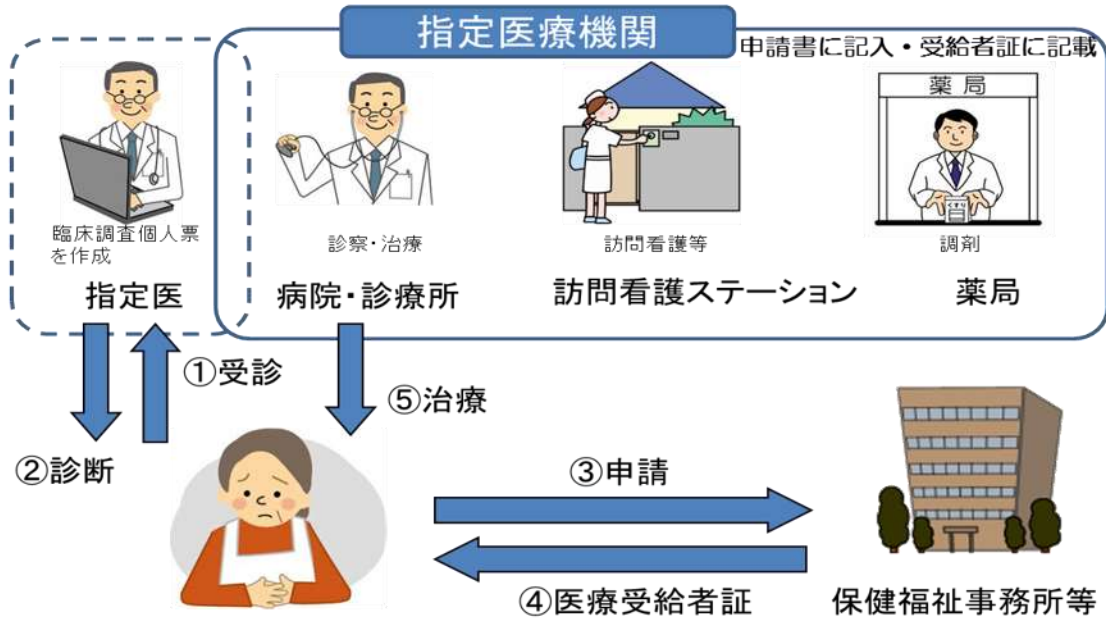 指定医療機関
申請書に記入・受給者証に記載
薬局
くすり
臨床調査個人票
を作成
診察・治療
訪問看護等
調剤
指定医
病院・診療所
訪問看護ステーション
薬局
①受診
②診断
⑤治療
③申請
④医療受給者証
保健福祉事務所等